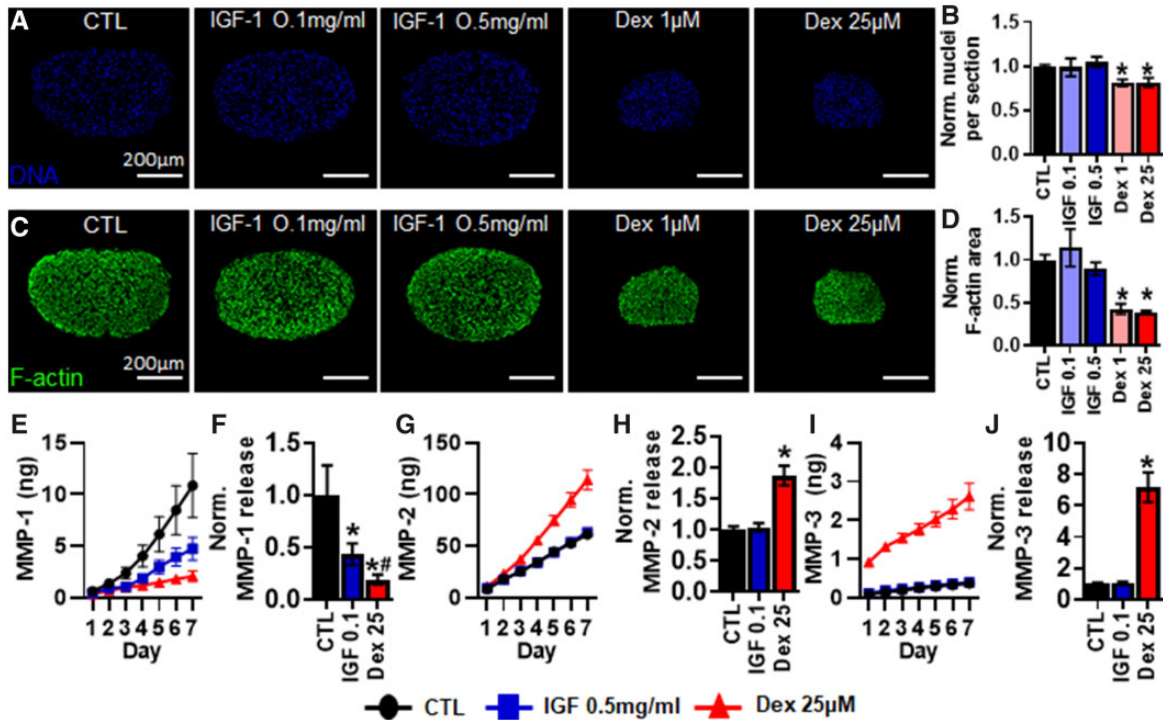 A
CTL
IGF-1 0.1mg/ml
IGF-1 0.5mg/ml
Dex 1µM
Dex 25µM
DNA
200µm
B
Norm. nuclei
per section
1.5
1.0
0.5
0.0
CTL
IGF 0.1
IGF 0.5
Dex 1
Dex 25
* *
C
CTL
IGF-1 0.1mg/ml
IGF-1 0.5mg/ml
Dex 1µM
Dex 25µM
F-actin
200µm
D
Norm.
F-actin area
1.5
1.0
0.5
0.0
CTL
IGF 0.1
IGF 0.5
Dex 1
Dex 25
* *
E
MMP-1 (ng)
15
10
5
0
1 2 3 4 5 6 7
Day
F
Norm.
MMP-1 release
1.5
1.0
0.5
0.0
*
*#
CTL
IGF 0.1
Dex 25
G
MMP-2 (ng)
150
100
50
0
1 2 3 4 5 6 7
Day
H
Norm.
MMP-2 release
2.5
2.0
1.5
1.0
0.5
0.0
*
CTL
IGF 0.1
Dex 25
I
MMP-3 (ng)
4
3
2
1
0
1 2 3 4 5 6 7
Day
J
Norm.
MMP-3 release
10
8
6
4
2
0
*
CTL
IGF 0.1
Dex 25
CTL
IGF 0.5mg/ml
Dex 25µM